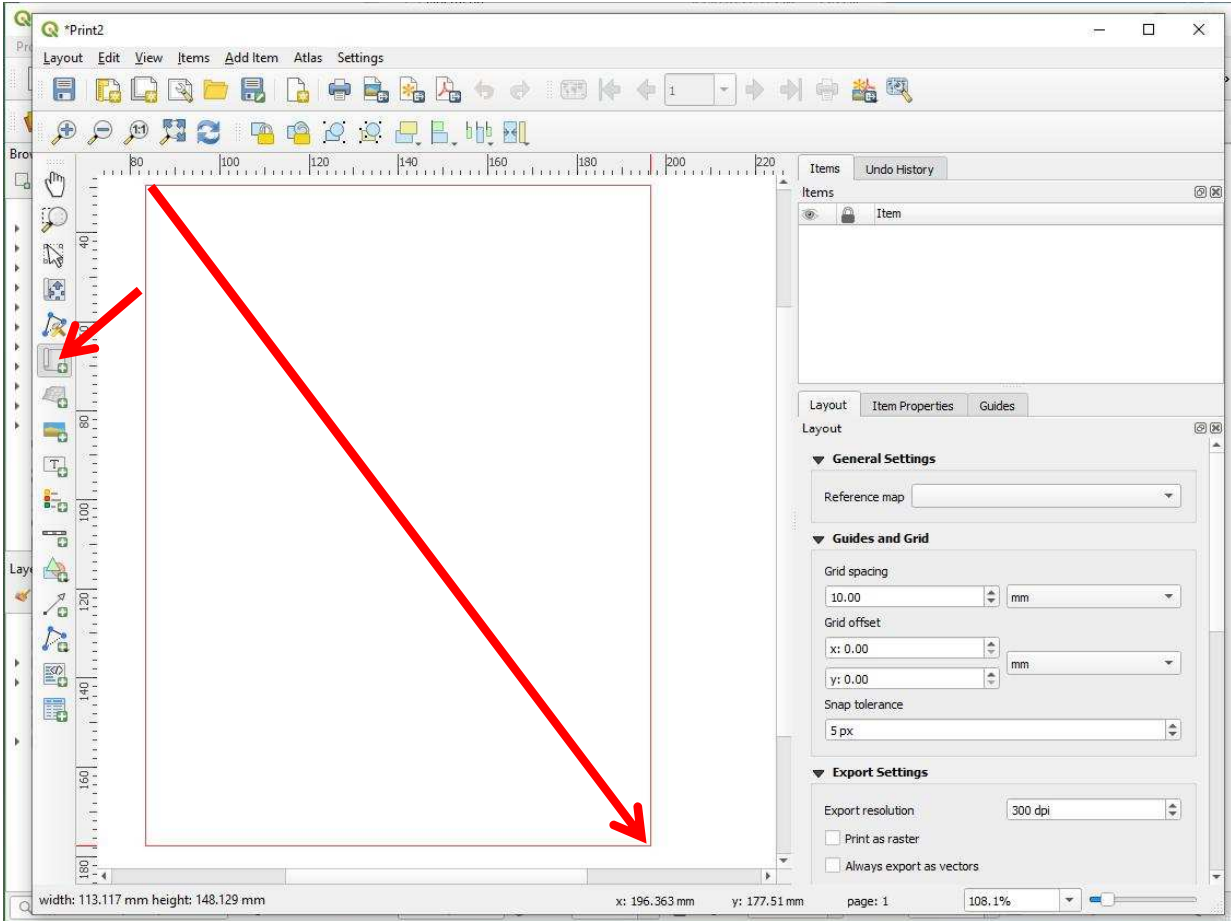 *Print2
Layout Edit View Items Add Item Atlas Settings
1
1:1
80 100 120 140 160 180 200 220
40
80
100
120
140
160
180
Items Undo History
Items
Item
Layout Item Properties Guides
Layout
General Settings
Reference map
Guides and Grid
Grid spacing
10.00 mm
Grid offset
x: 0.00
mm
y: 0.00
Snap tolerance
5 px
Export Settings
Export resolution 300 dpi
Print as raster
Always export as vectors
width: 113.117 mm height: 148.129 mm x: 196.363 mm y: 177.51 mm page: 1 108.1%